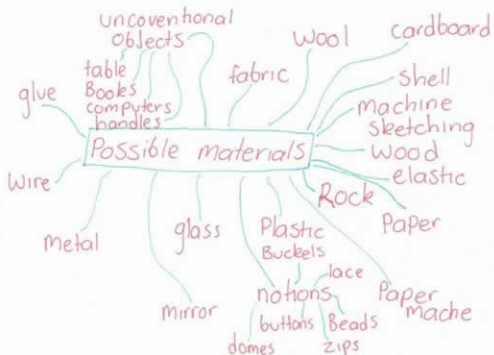 uncoventional
objects
table
Books
computers
handles
glue
fabric
wool
cardboard
shell
machine
sketching
wood
elastic
Paper
Rock
Possible materials
wire
metal
mirror
glass
Plastic
Buckels
notions
lace
buttons
Beads
domes
zips
Paper
mache